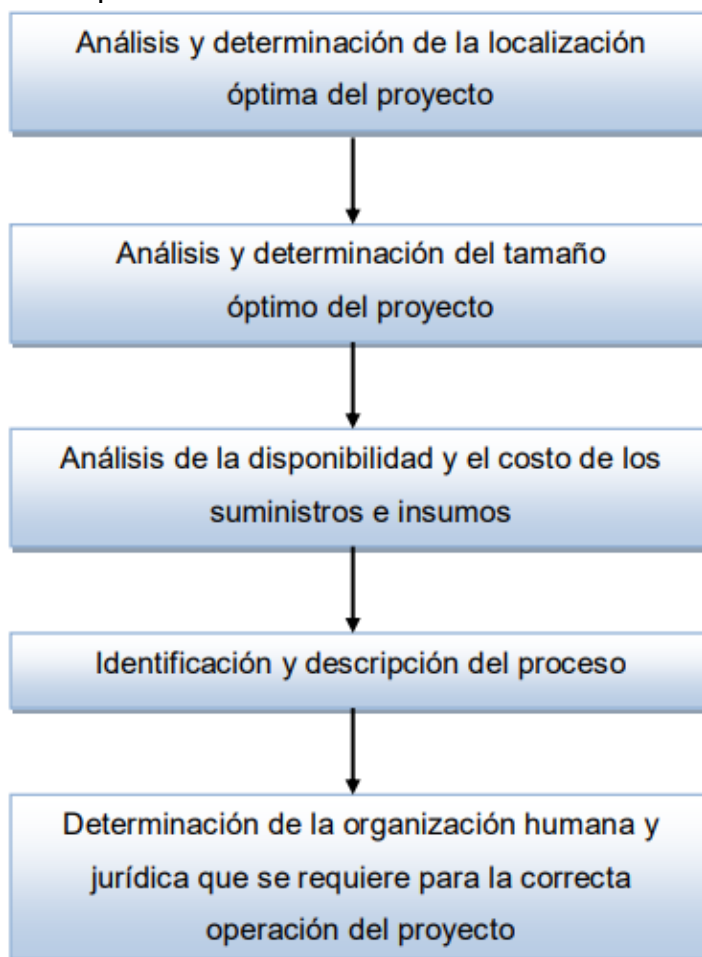 Análisis y determinación de la localización
óptima del proyecto
Análisis y determinación del tamaño
óptimo del proyecto
Análisis de la disponibilidad y el costo de los
suministros e insumos
Identificación y descripción del proceso
Determinación de la organización humana y
jurídica que se requiere para la correcta
operación del proyecto